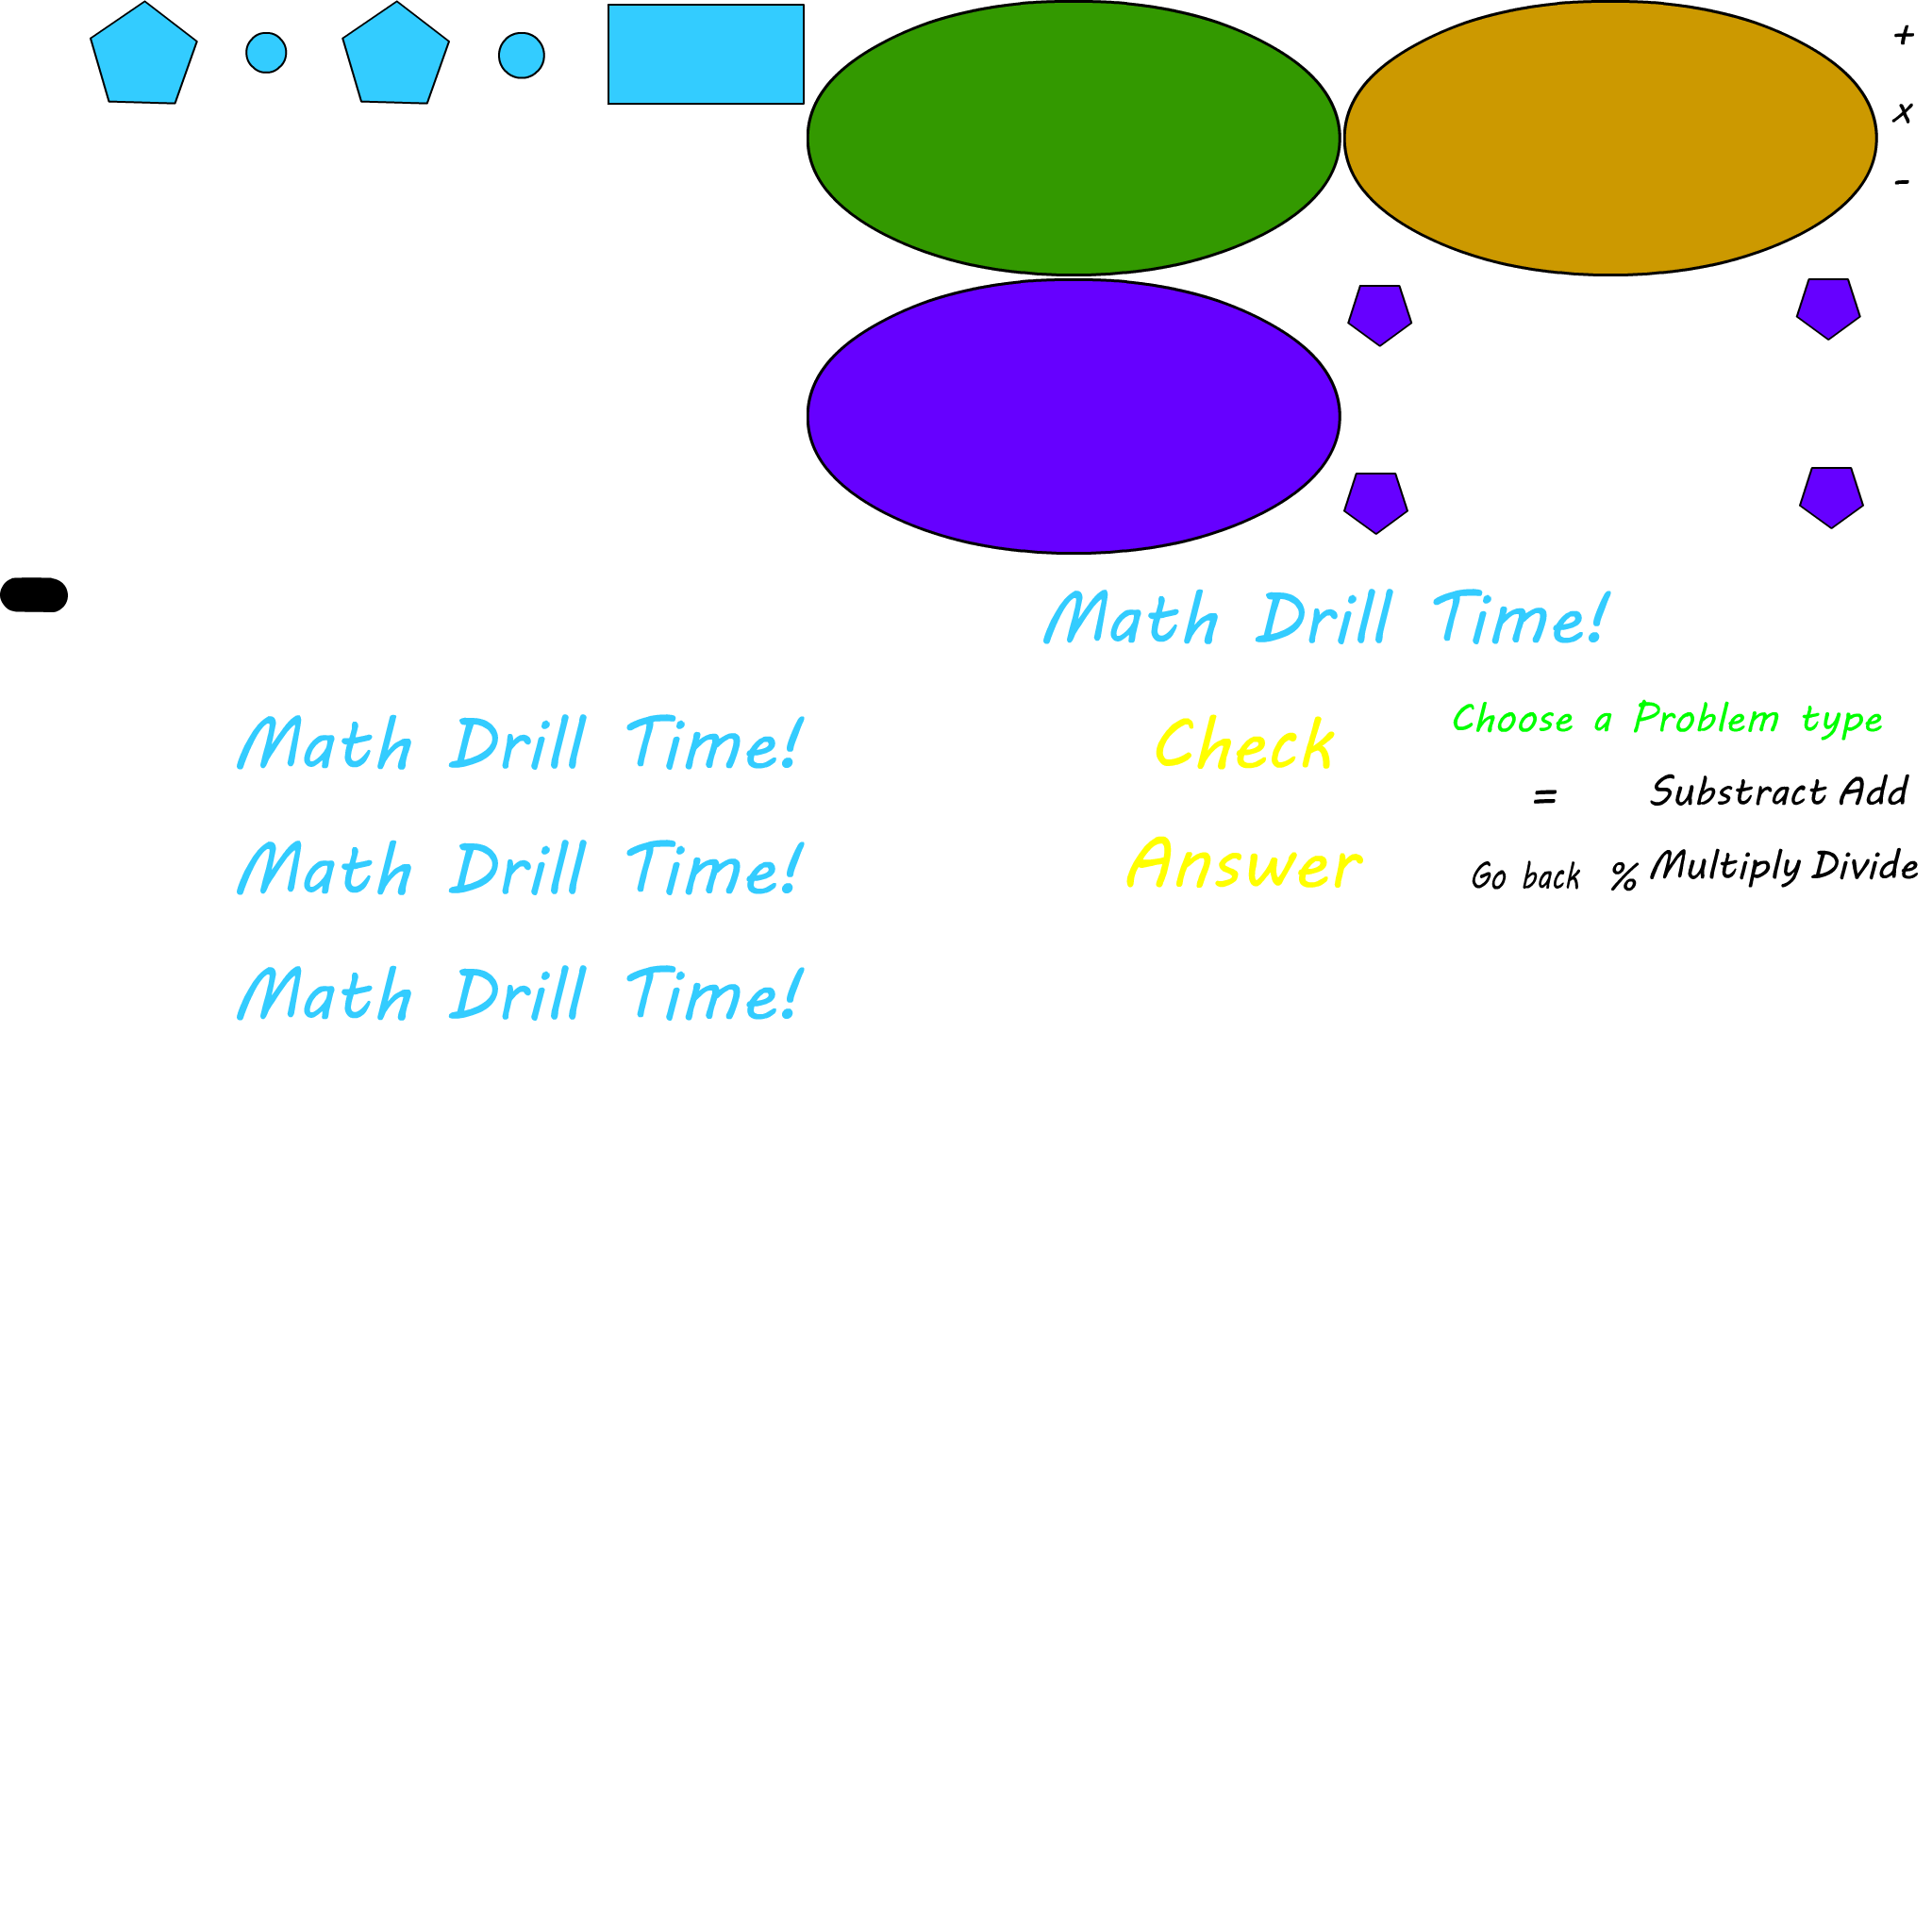 +
x
-
Math Drill Time!
Math Drill Time!
Check
Choose a Problem type
=
Substract Add
Math Drill Time!
Answer
Go back
%
Multiply Divide
Math Drill Time!